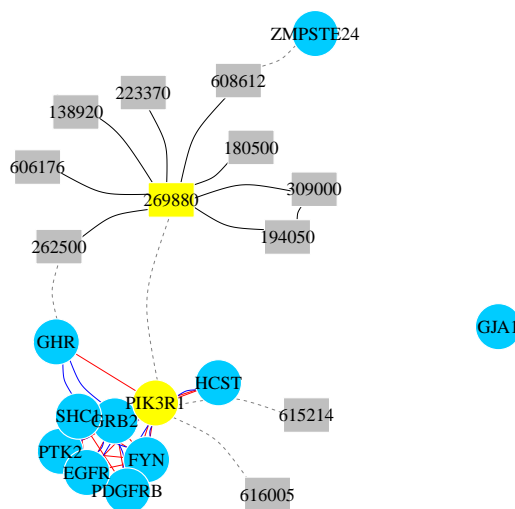 ZMPSTE24
608612
223370
138920
180500
606176
309000
269880
194050
262500
GJA1
GHR
HCST
PIK3R1
615214
SHC1
GRB2
PTK2
FYN
EGFR
PDGFRB
616005